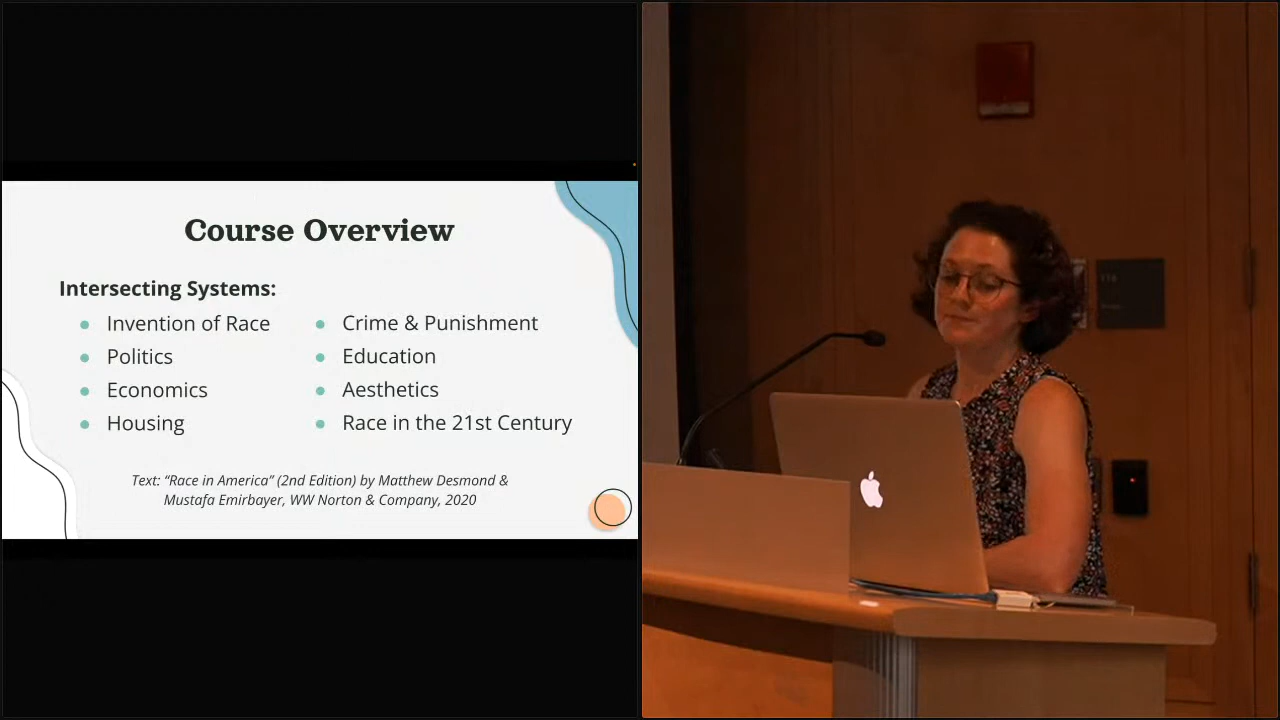 Course Overview
Intersecting Systems:
Invention of Race
Politics
Economics
Housing
Crime & Punishment
Education
Aesthetics
Race in the 21st Century
Text: “Race in America” (2nd Edition) by Matthew Desmond &
Mustafa Emirbayer, WW Norton & Company, 2020